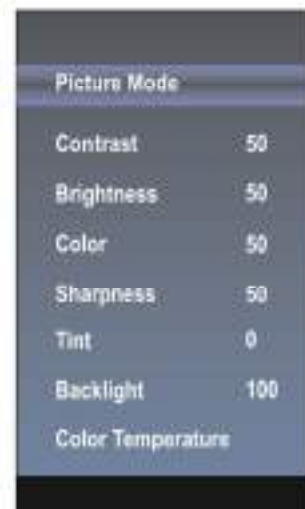 Picture Mode
Contrast 50
Brightness 50
Color 50
Sharpness 50
Tint 0
Backlight 100
Color Temperature